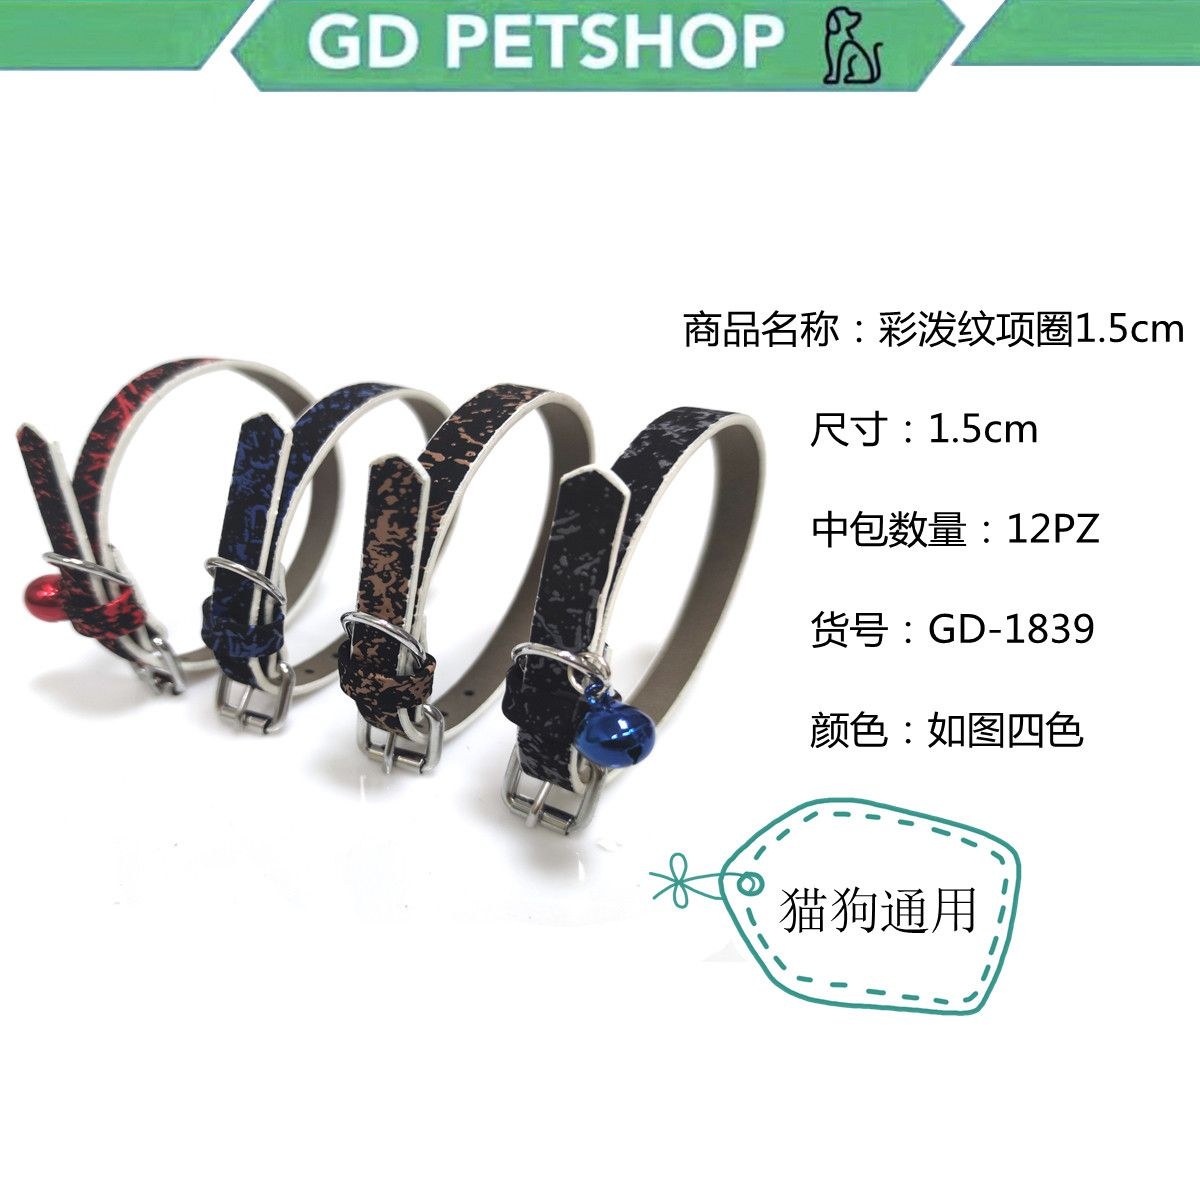 GD PETSHOP
商品名称：彩泼纹项圈1.5cm
尺寸：1.5cm
中包数量：12PZ
货号：GD-1839
颜色：如图四色
猫狗通用